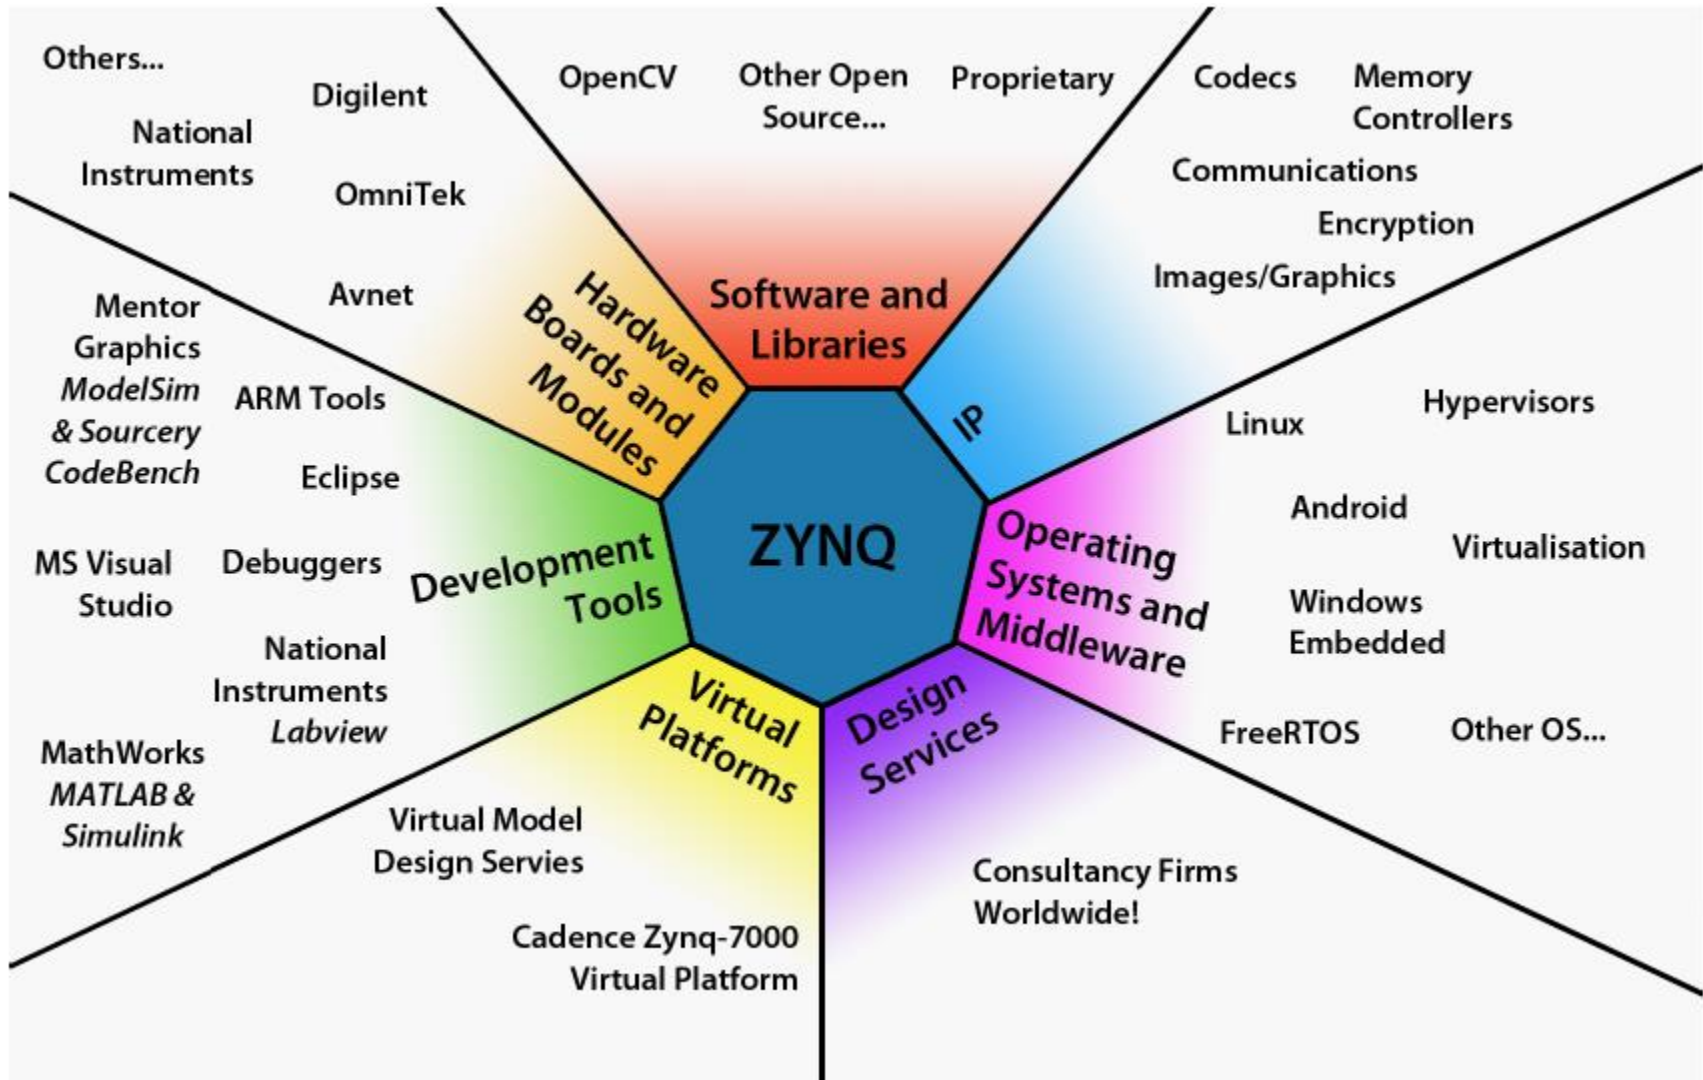 Others...
Digilent
National
Instruments
OmniTek
Avnet
Hardware
Boards and
Modules
OpenCV
Other Open
Source...
Proprietary
Software and
Libraries
Codecs
Memory
Controllers
Communications
Encryption
Images/Graphics
IP
Mentor
Graphics
ModelSim
& Sourcery
CodeBench
ARM Tools
Eclipse
MS Visual
Studio
Debuggers
National
Instruments
Labview
MathWorks
MATLAB &
Simulink
Development
Tools
ZYNQ
Operating
Systems and
Middleware
Linux
Hypervisors
Android
Virtualisation
Windows
Embedded
FreeRTOS
Other OS...
Virtual
Platforms
Virtual Model
Design Servies
Cadence Zynq-7000
Virtual Platform
Design
Services
Consultancy Firms
Worldwide!